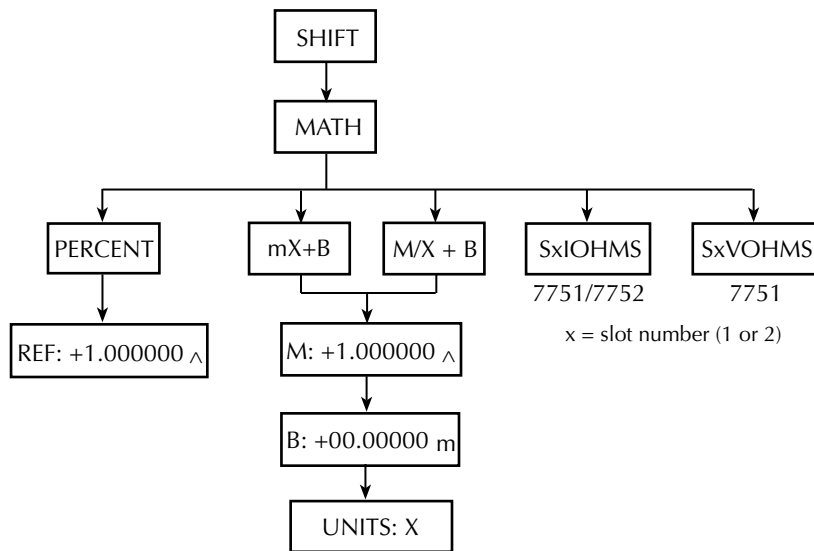 SHIFT
MATH
PERCENT
mX+B
M/X + B
SxIOHMS
SxVOHMS
7751/7752
7751
REF: +1.000000 ^
M: +1.000000 ^
x = slot number (1 or 2)
B: +00.00000 m
UNITS: X